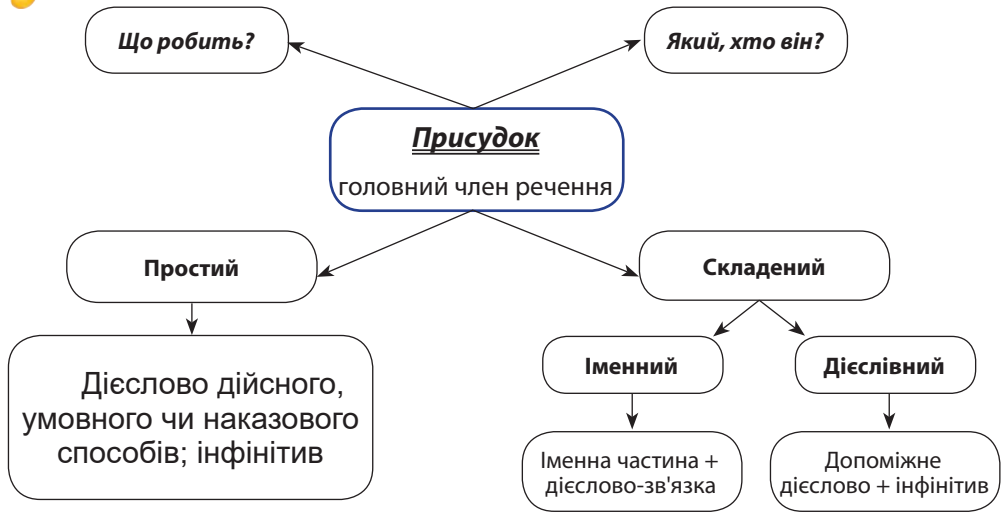 Що робить?
Який, хто він?
Присудок
головний член речення
Простий
Складений
Дієслово дійсного,
умовного чи наказового
способів; інфінітив
Іменний
Дієслівний
Іменна частина +
дієслово-зв'язка
Допоміжне
дієслово + інфінітив